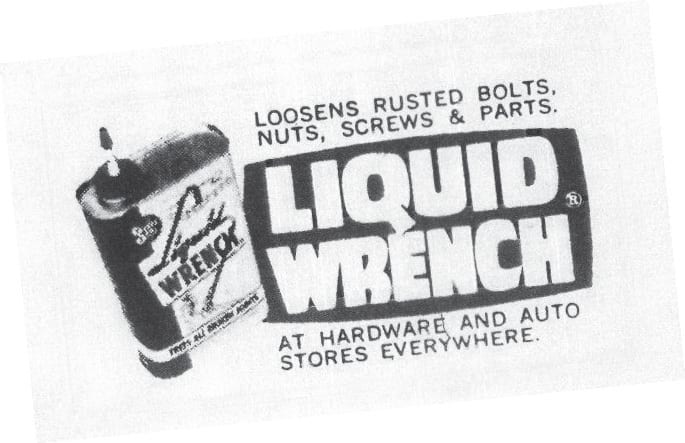 LOOSENS RUSTED BOLTS,
NUTS, SCREWS & PARTS.
LIQUID
WRENCH
®
AT HARDWARE AND AUTO
STORES EVERYWHERE.
Liquid
WRENCH